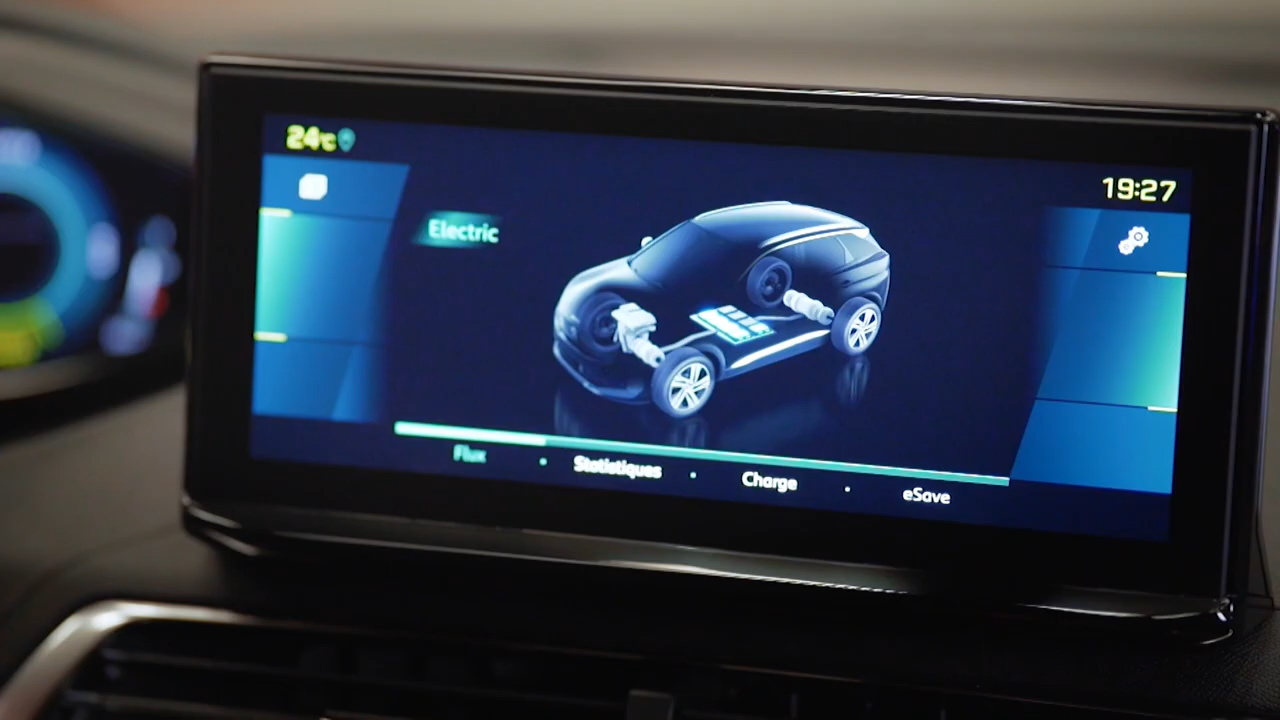 24°C
19:27
Electric
Flux • Statistiques • Charge • eSave